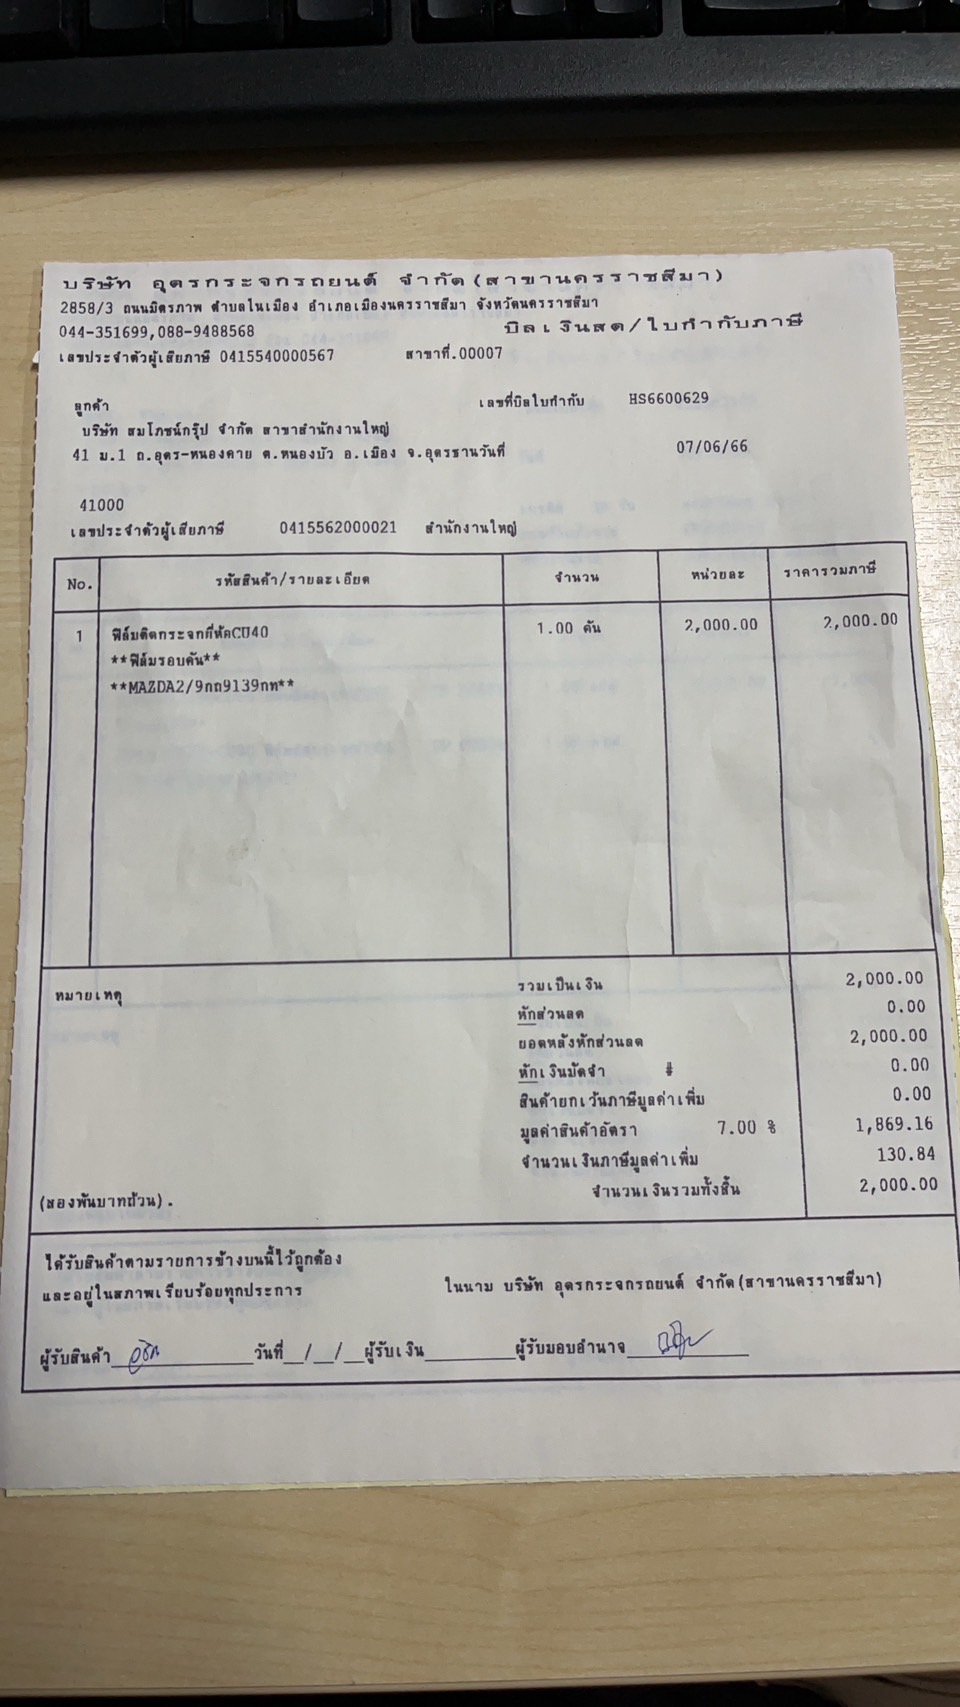 บริษัท อุดรกระจกรถยนต์ จำกัด(สาขานครราชสีมา)
2858/3 ถนนมิตรภาพ ตำบลในเมือง อำเภอเมืองนครราชสีมา จังหวัดนครราชสีมา
044-351699,088-9488568 บิลเงินสด/ใบกำกับภาษี
เลขประจำตัวผู้เสียภาษี 0415540000567 สาขาที่.00007
ลูกค้า เลขที่บิลใบกำกับ HS6600629
บริษัท สมโภชน์กรุ๊ป จำกัด สาขาสำนักงานใหญ่
41 ม.1 ถ.อุดร-หนองคาย ต.หนองบัว อ.เมือง จ.อุดรธานวันที่ 07/06/66
41000
เลขประจำตัวผู้เสียภาษี 0415562000021 สำนักงานใหญ่
No. รหัสสินค้า/รายละเอียด จำนวน หน่วยละ ราคารวมภาษี
1 ฟิล์มติดกระจกกี่หัคCU40 1.00 คัน 2,000.00 2,000.00
**ฟิล์มรอบคัน**
**MAZDA2/9กถ9139กท**
หมายเหตุ รวมเป็นเงิน 2,000.00
หักส่วนลด 0.00
ยอดหลังหักส่วนลด 2,000.00
หักเงินมัดจำ # 0.00
สินค้ายกเว้นภาษีมูลค่าเพิ่ม 0.00
มูลค่าสินค้าอัตรา 7.00 % 1,869.16
จำนวนเงินภาษีมูลค่าเพิ่ม 130.84
(สองพันบาทถ้วน). จำนวนเงินรวมทั้งสิ้น 2,000.00
ได้รับสินค้าตามรายการข้างบนนี้ไว้ถูกต้อง
และอยู่ในสภาพเรียบร้อยทุกประการ ในนาม บริษัท อุดรกระจกรถยนต์ จำกัด(สาขานครราชสีมา)
ผู้รับสินค้า วันที่__/__/__ผู้รับเงิน ผู้รับมอบอำนาจ